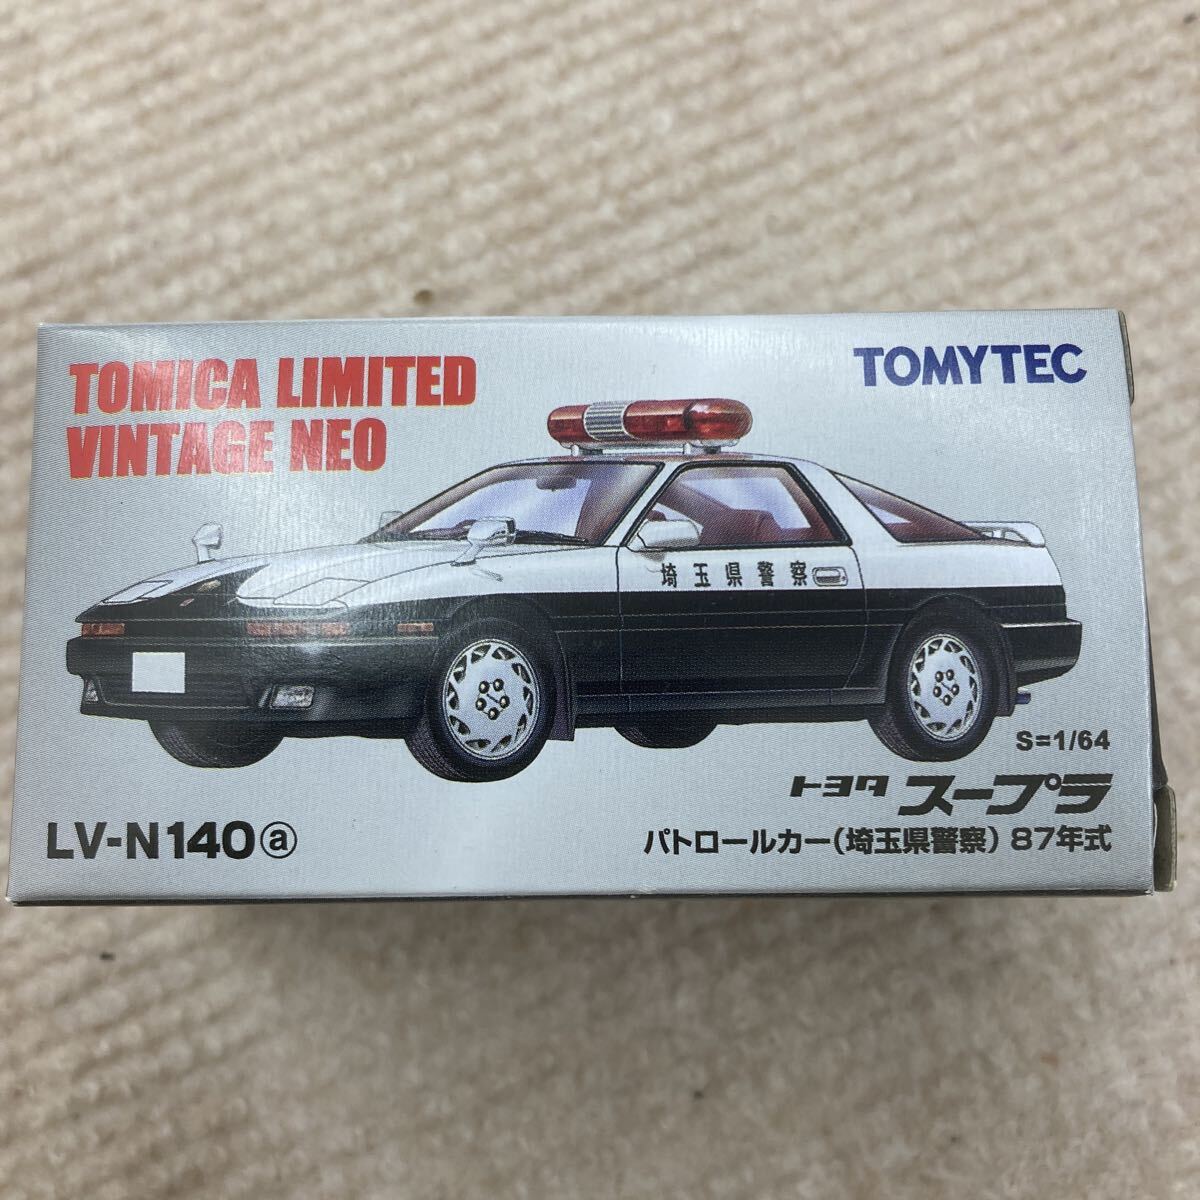 TOMICA LIMITED
VINTAGE NEO
TOMYTEC
埼玉県警察
S=1/64
トヨタ スープラ
LV-N140ⓐ
パトロールカー(埼玉県警察) 87年式